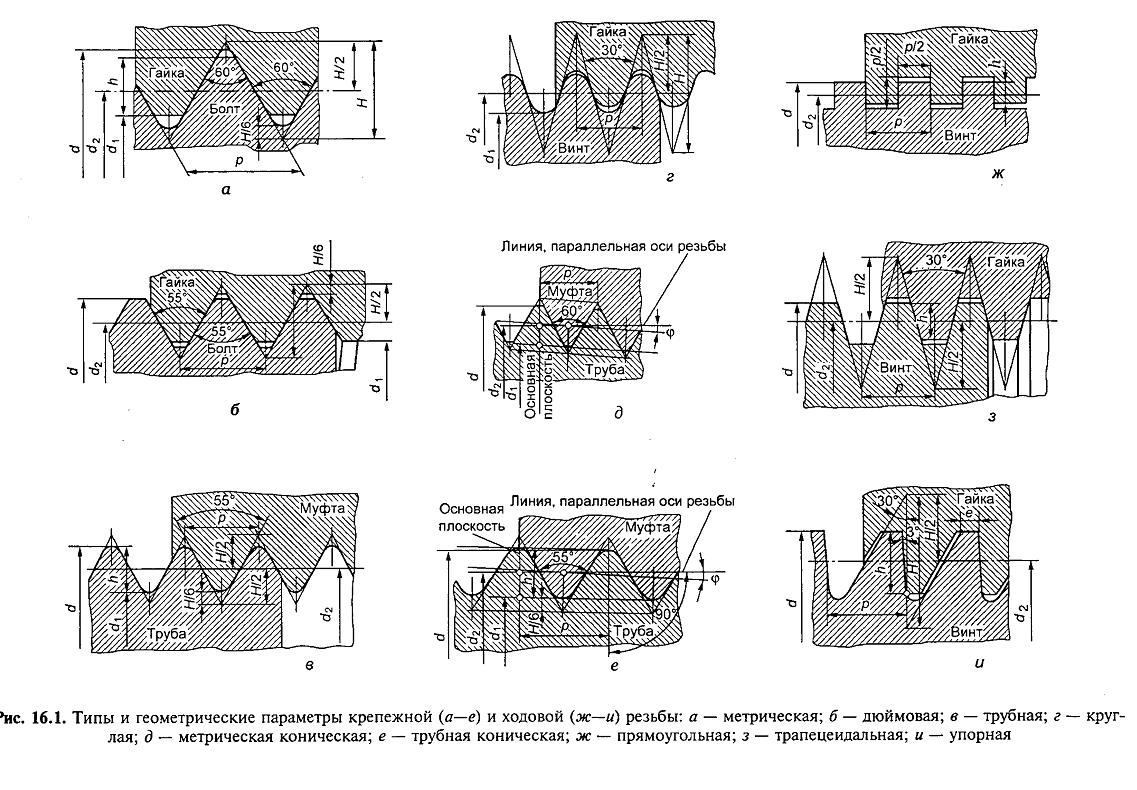 Гайка
60°
60°
Болт
H/2
H
H/6
h
d
d₂
d₁
p
а
Гайка
30°
H/2
H
p
d₂
d₁
Винт
г
p/2
p/2
Гайка
h
d
d₂
p
Винт
ж
Гайка
55°
55°
Болт
p
H/6
H/2
d
d₂
d₁
б
Линия, параллельная оси резьбы
p
Муфта
60°
φ
d
d₂
d₁
Основная
плоскость
Труба
д
30°
Гайка
H/2
h
H/2
d
d₂
Винт
p
з
55°
p
Муфта
H/2
H/2
H/6
h
d
d₁
d₂
Труба
в
Основная
плоскость
Линия, параллельная оси резьбы
Муфта
55°
h
φ
90°
d
d₂
d₁
H/6
p
Труба
е
30°
Гайка
e
3°
H/2
H
h
d
d₂
p
Винт
и
Рис. 16.1. Типы и геометрические параметры крепежной (а—е) и ходовой (ж—и) резьбы: а — метрическая; б — дюймовая; в — трубная; г — круг-
лая; д — метрическая коническая; е — трубная коническая; ж — прямоугольная; з — трапецеидальная; и — упорная